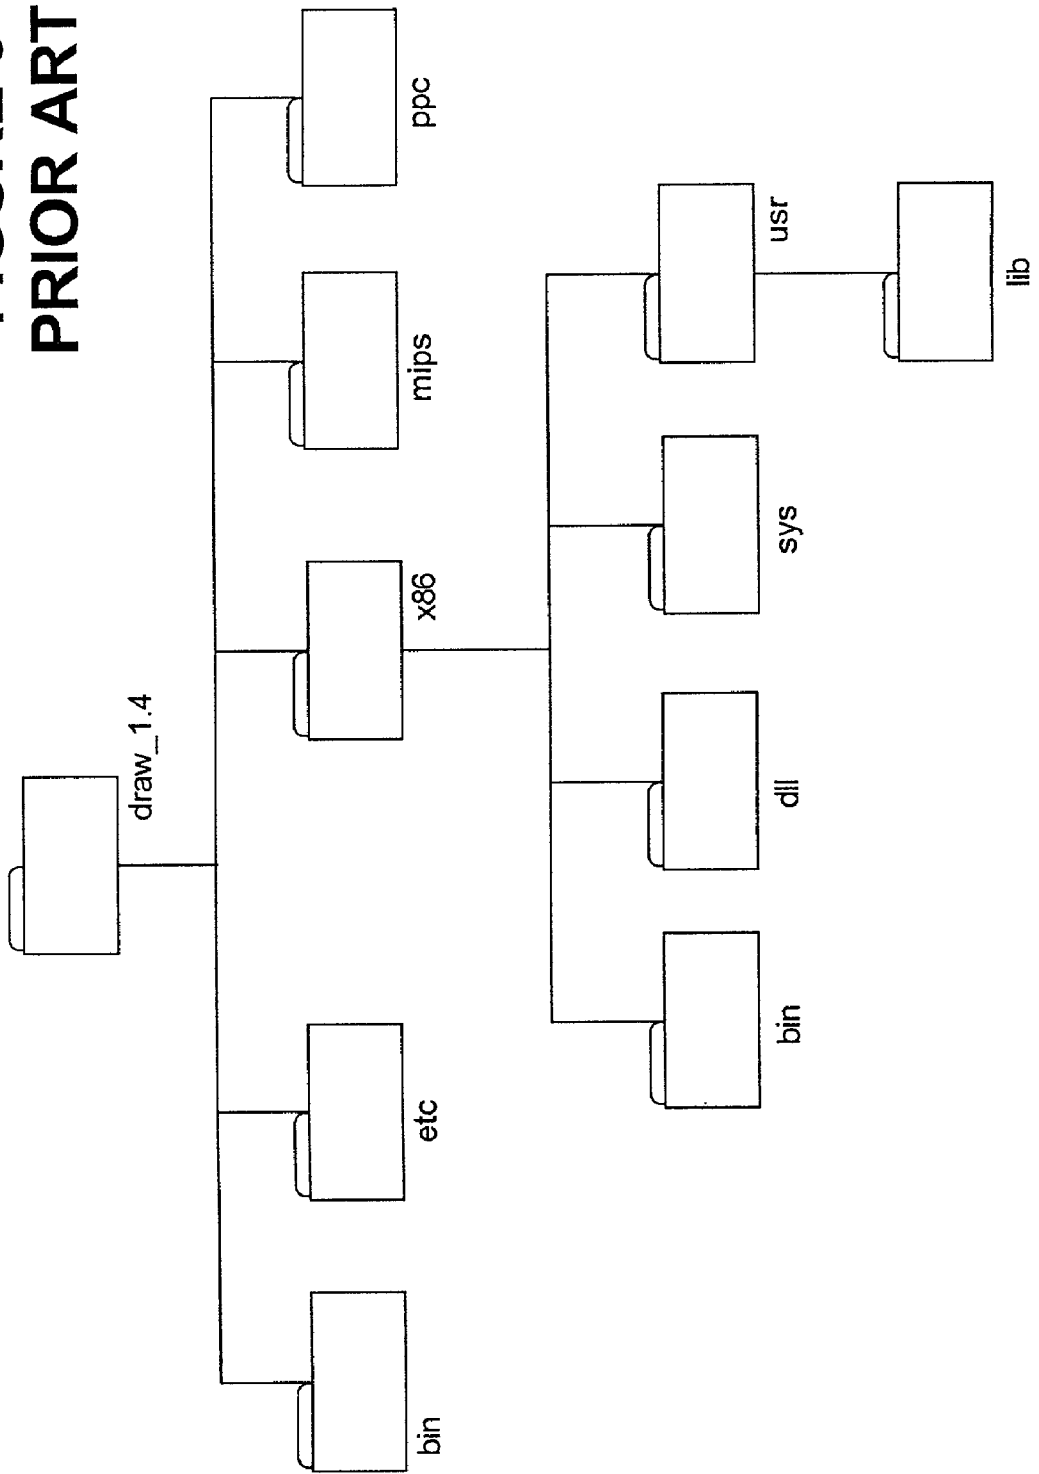 PRIOR ART
draw_1.4
bin
etc
x86
mips
ppc
bin
dll
sys
usr
lib